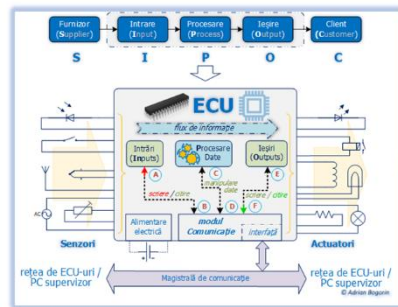 Furnizor
(Supplier)
Intrare
(Input)
Procesare
(Process)
Ieșire
(Output)
Client
(Customer)
S I P O C
ECU
flux de informație
Intrări
(Inputs)
Procesare
Date
Ieșiri
(Outputs)
A
C
E
scriere / citire
manipulare
date
scriere / citire
B
D
F
Alimentare
electrică
modul
Comunicație
interfață
AC
Senzori
Actuatori
rețea de ECU-uri /
PC supervizor
Magistrală de comunicație
rețea de ECU-uri /
PC supervizor
© Adrian Bogorin